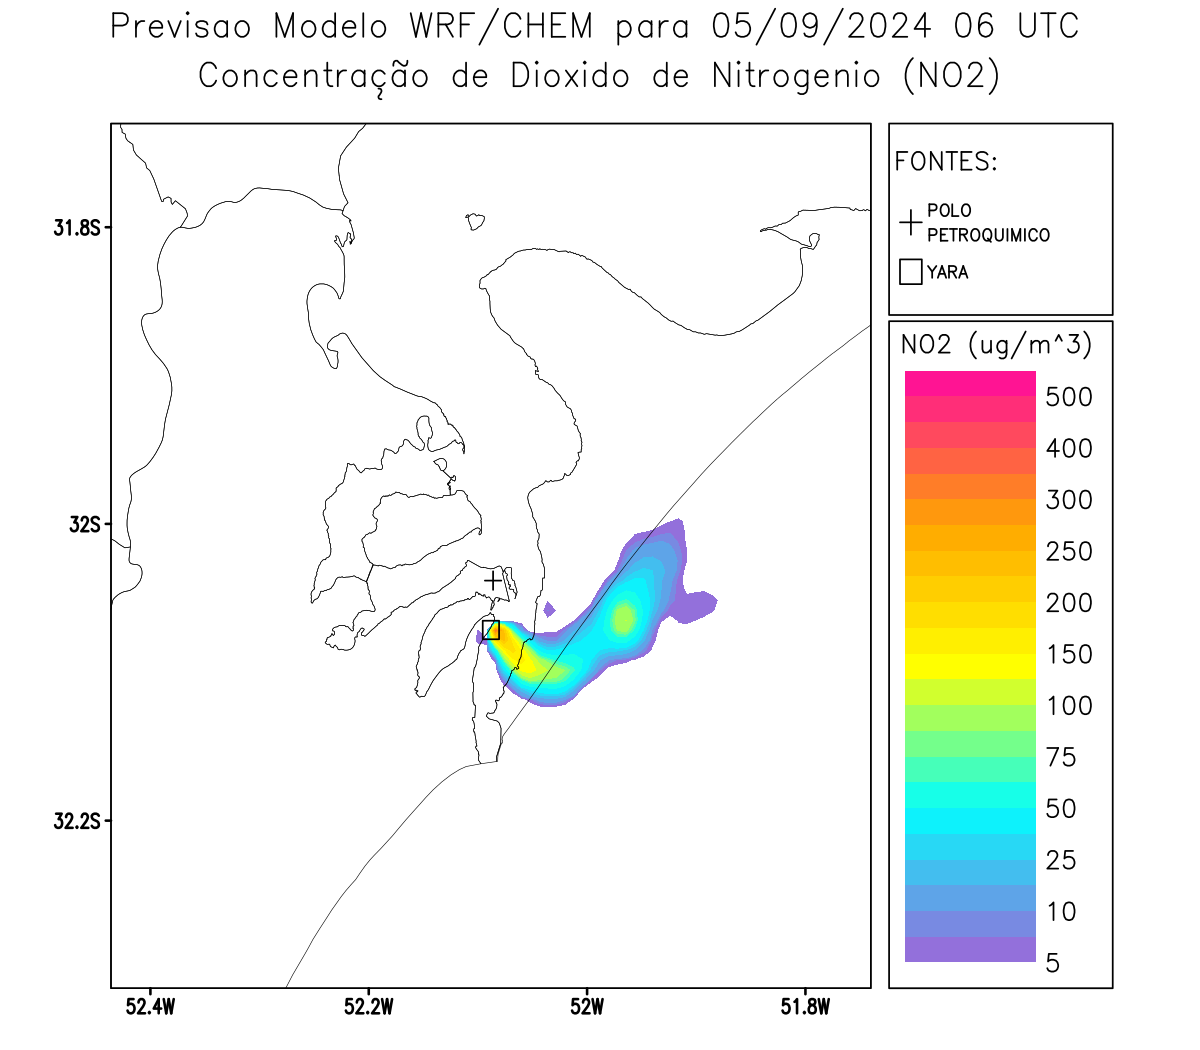 Previsao Modelo WRF/CHEM para 05/09/2024 06 UTC
Concentração de Dioxido de Nitrogenio (NO2)
FONTES:
POLO
PETROQUIMICO
YARA
NO2 (ug/m^3)
500
400
300
250
200
150
100
75
50
25
10
5
31.8S
32S
32.2S
52.4W
52.2W
52W
51.8W